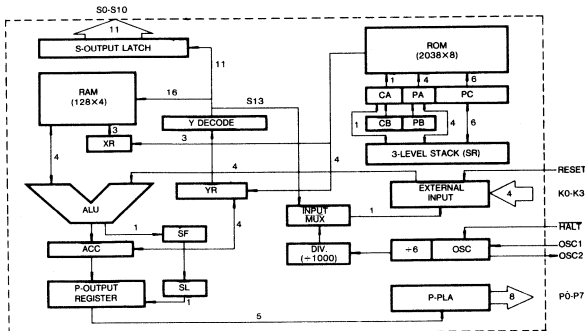 S0-S10
11
S-OUTPUT LATCH
ROM
(2038×8)
11
RAM
(128×4)
16
1
4
6
CA
PA
PC
S13
3
Y DECODE
1
CB
PB
4
6
XR
3
3-LEVEL STACK (SR)
4
4
4
RESET
YR
EXTERNAL
INPUT
4
K0-K3
ALU
INPUT
MUX
1
1
SF
4
HALT
ACC
DIV.
(÷1000)
÷6
OSC
OSC1
OSC2
P-OUTPUT
REGISTER
SL
1
P-PLA
8
P0-P7
5